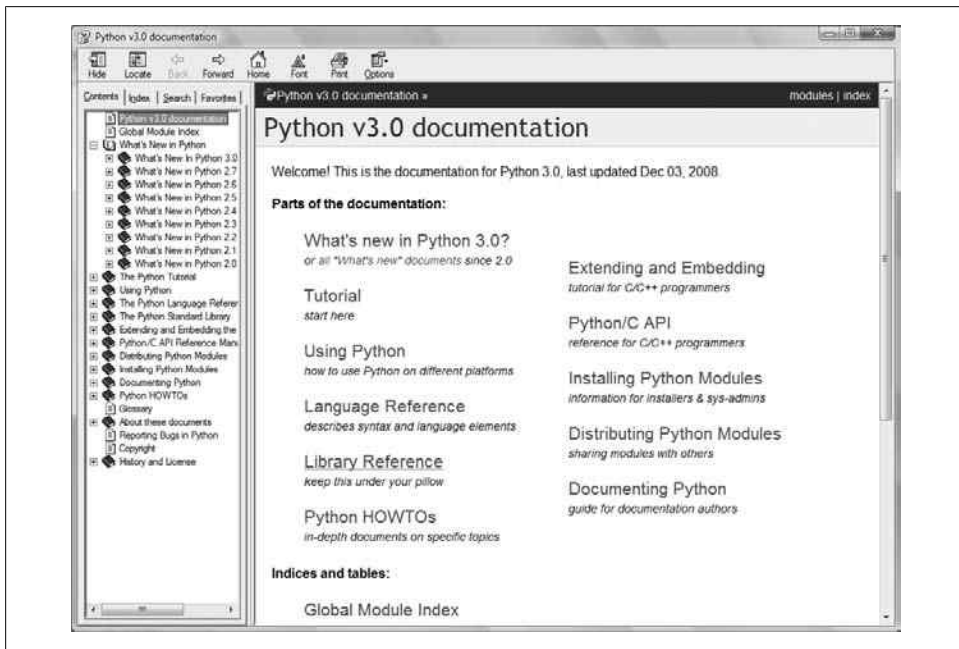 Python v3.0 documentation
Hide Locate Back Forward Home Font Print Options
Contents Index Search Favorites
Python v3.0 documentation
Global Module Index
What's New in Python
What's New In Python 3.0
What's New in Python 2.7
What's New in Python 2.6
What's New in Python 2.5
What's New in Python 2.4
What's New in Python 2.3
What's New in Python 2.2
What's New in Python 2.1
What's New in Python 2.0
The Python Tutorial
Using Python
The Python Language Referer
The Python Standard Library
Extending and Embedding the
Python/C API Reference Manu
Distributing Python Modules
Installing Python Modules
Documenting Python
Python HOWTOs
Glossary
About these documents
Reporting Bugs in Python
Copyright
History and License
Python v3.0 documentation » modules | index
Python v3.0 documentation
Welcome! This is the documentation for Python 3.0, last updated Dec 03, 2008.
Parts of the documentation:
What's new in Python 3.0?
or all "What's new" documents since 2.0
Tutorial
start here
Using Python
how to use Python on different platforms
Language Reference
describes syntax and language elements
Library Reference
keep this under your pillow
Python HOWTOs
in-depth documents on specific topics
Extending and Embedding
tutorial for C/C++ programmers
Python/C API
reference for C/C++ programmers
Installing Python Modules
information for installers & sys-admins
Distributing Python Modules
sharing modules with others
Documenting Python
guide for documentation authors
Indices and tables:
Global Module Index